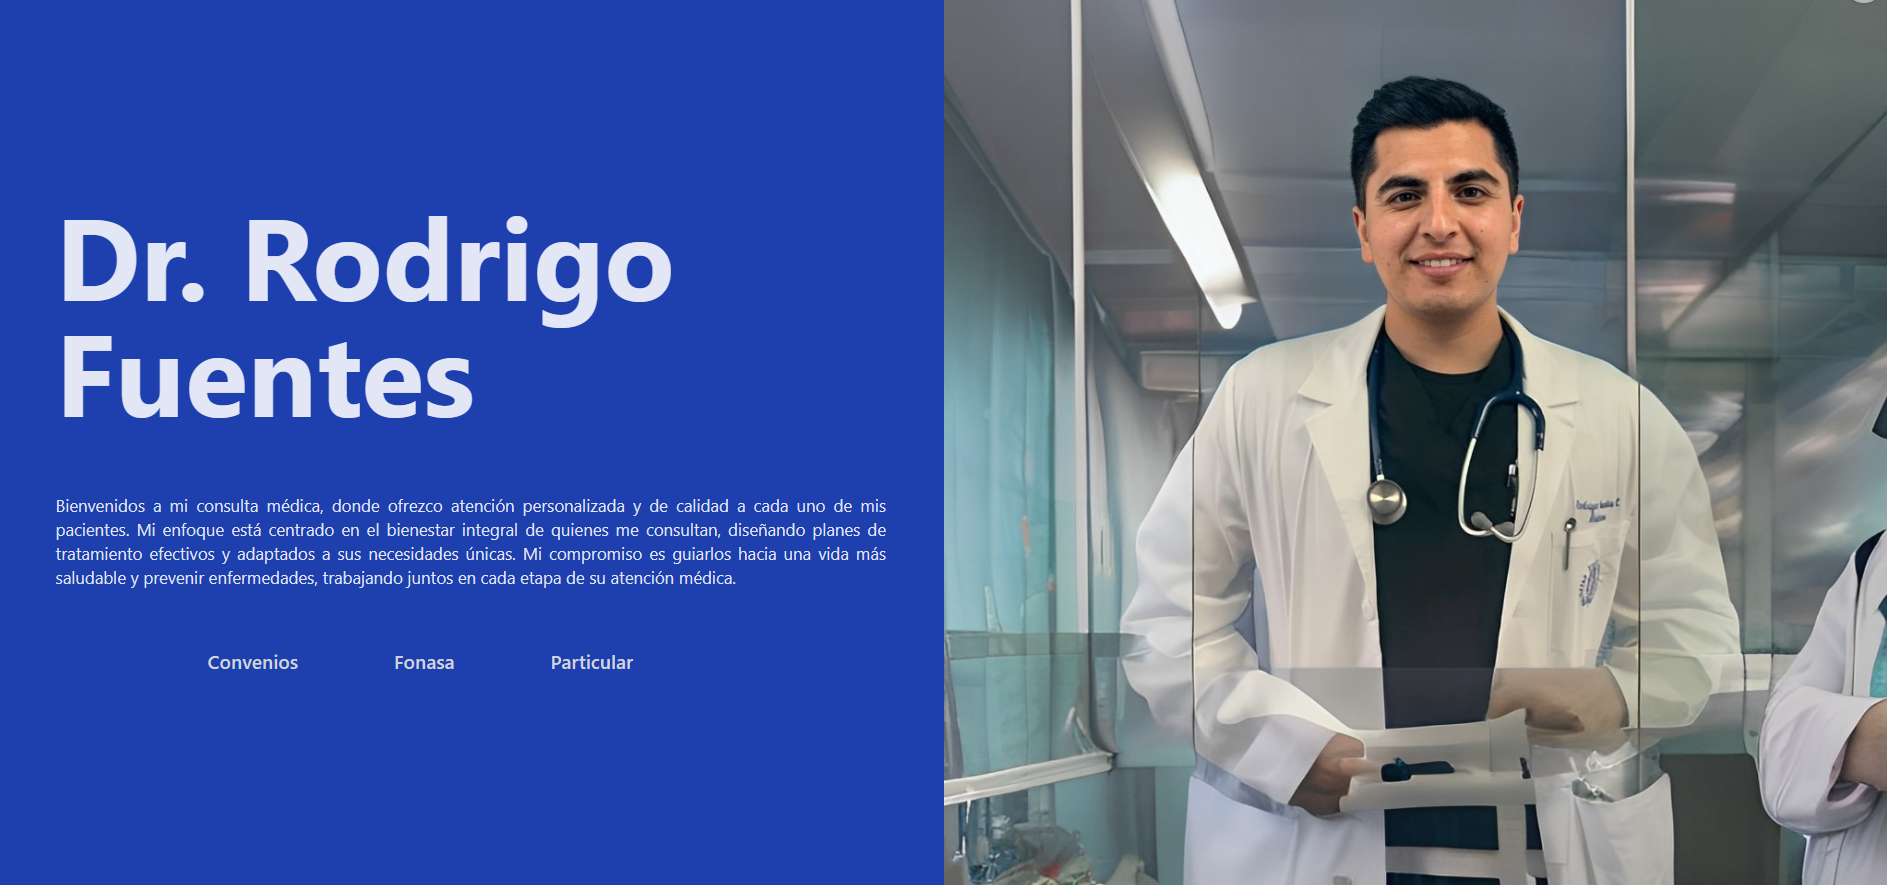 Dr. Rodrigo
Fuentes
Bienvenidos a mi consulta médica, donde ofrezco atención personalizada y de calidad a cada uno de mis
pacientes. Mi enfoque está centrado en el bienestar integral de quienes me consultan, diseñando planes de
tratamiento efectivos y adaptados a sus necesidades únicas. Mi compromiso es guiarlos hacia una vida más
saludable y prevenir enfermedades, trabajando juntos en cada etapa de su atención médica.
Convenios Fonasa Particular